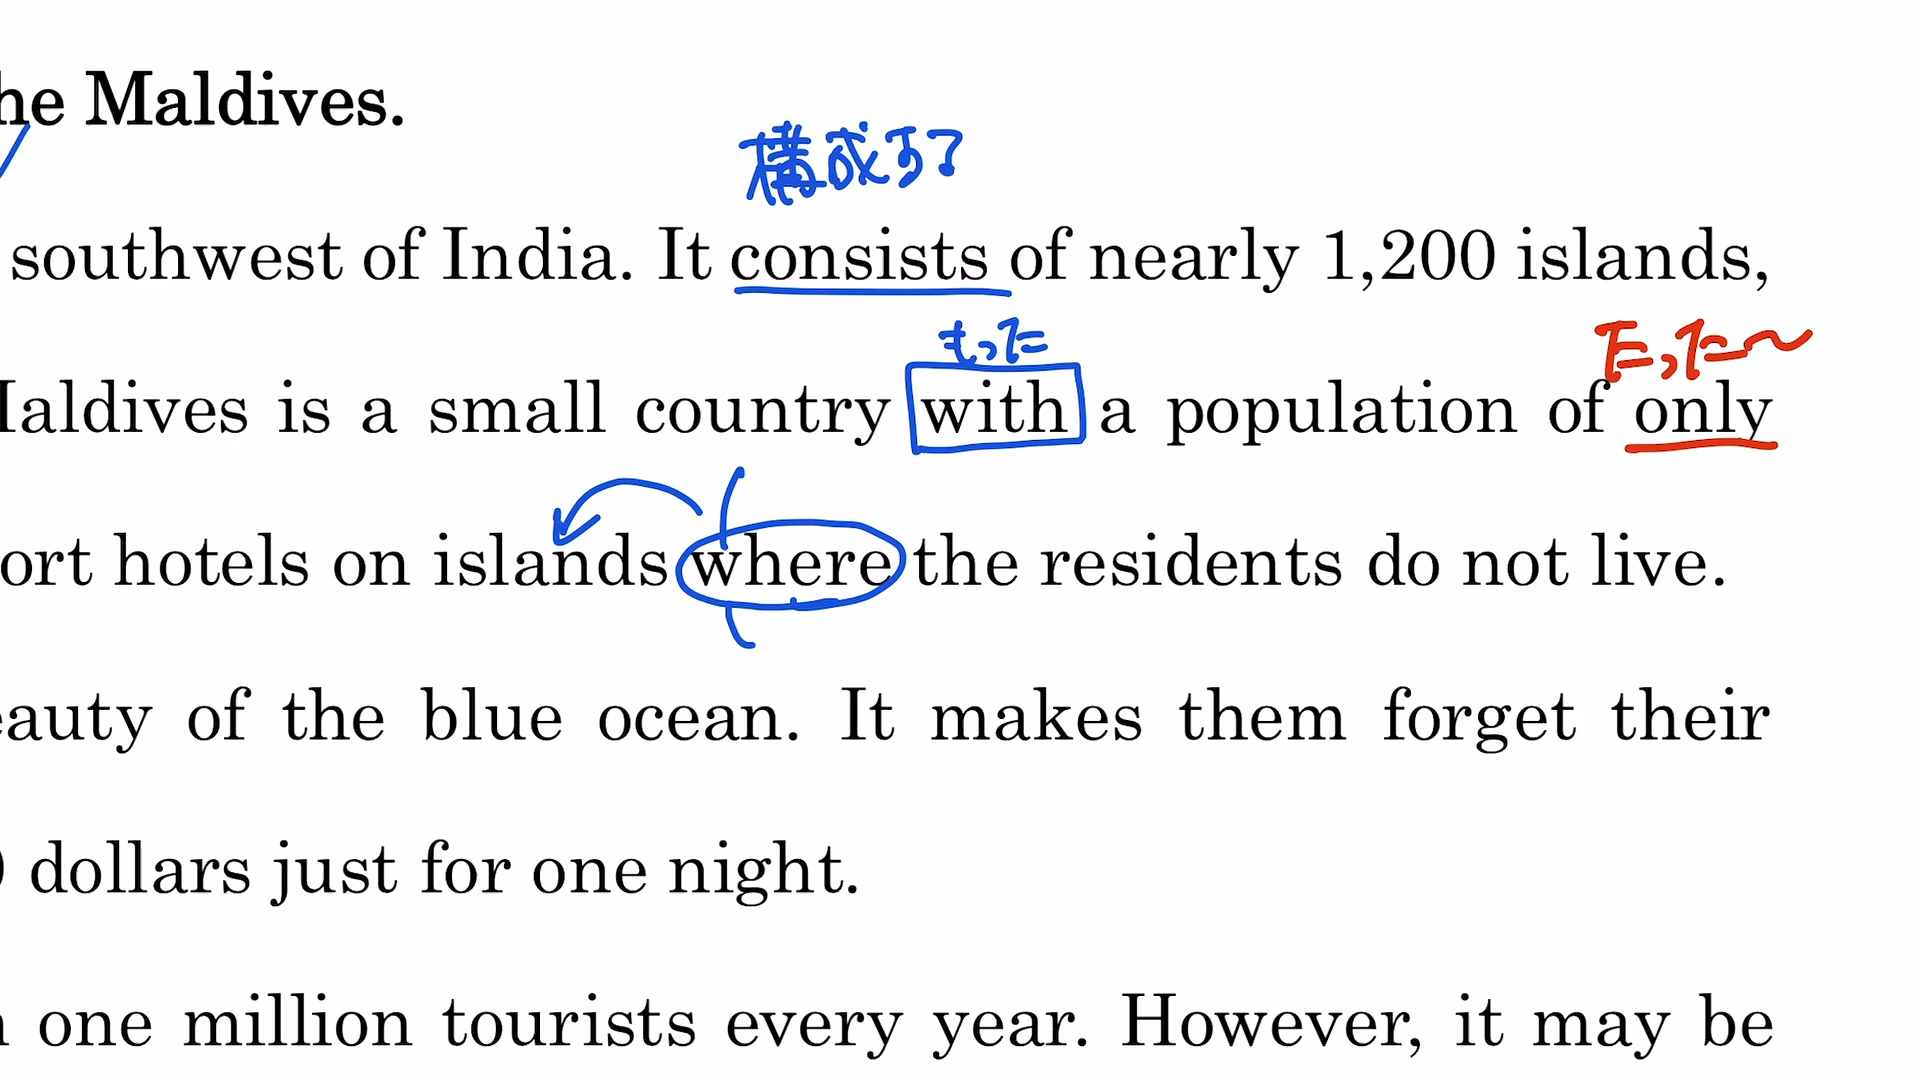 he Maldives.
構成する
southwest of India. It consists of nearly 1,200 islands,
もった
たった~
aldives is a small country with a population of only
ort hotels on islands where the residents do not live.
eauty of the blue ocean. It makes them forget their
dollars just for one night.
one million tourists every year. However, it may be